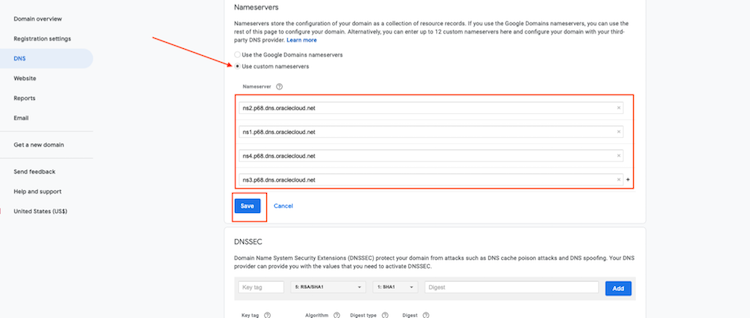 Nameservers
Domain overview
Nameservers store the configuration of your domain as a collection of resource records. If you use the Google Domains nameservers, you can use the
rest of this page to configure your domain. Alternatively, you can enter up to 12 custom nameservers here and configure your domain with your third-
party DNS provider. Learn more
Registration settings
DNS
Website
Reports
Email
Get a new domain
Send feedback
Help and support
United States (US$)
Use the Google Domains nameservers
Use custom nameservers
Nameserver ?
ns2.p68.dns.oraclecloud.net ×
ns1.p68.dns.oraclecloud.net ×
ns4.p68.dns.oraclecloud.net ×
ns3.p68.dns.oraclecloud.net × +
Save Cancel
DNSSEC
Domain Name System Security Extensions (DNSSEC) protect your domain from attacks such as DNS cache poison attacks and DNS spoofing. Your DNS
provider can provide you with the values that you need to activate DNSSEC.
Key tag 5: RSA/SHA1 1: SHA1 Digest Add
Key tag ? Algorithm ? Digest type ? Digest ?